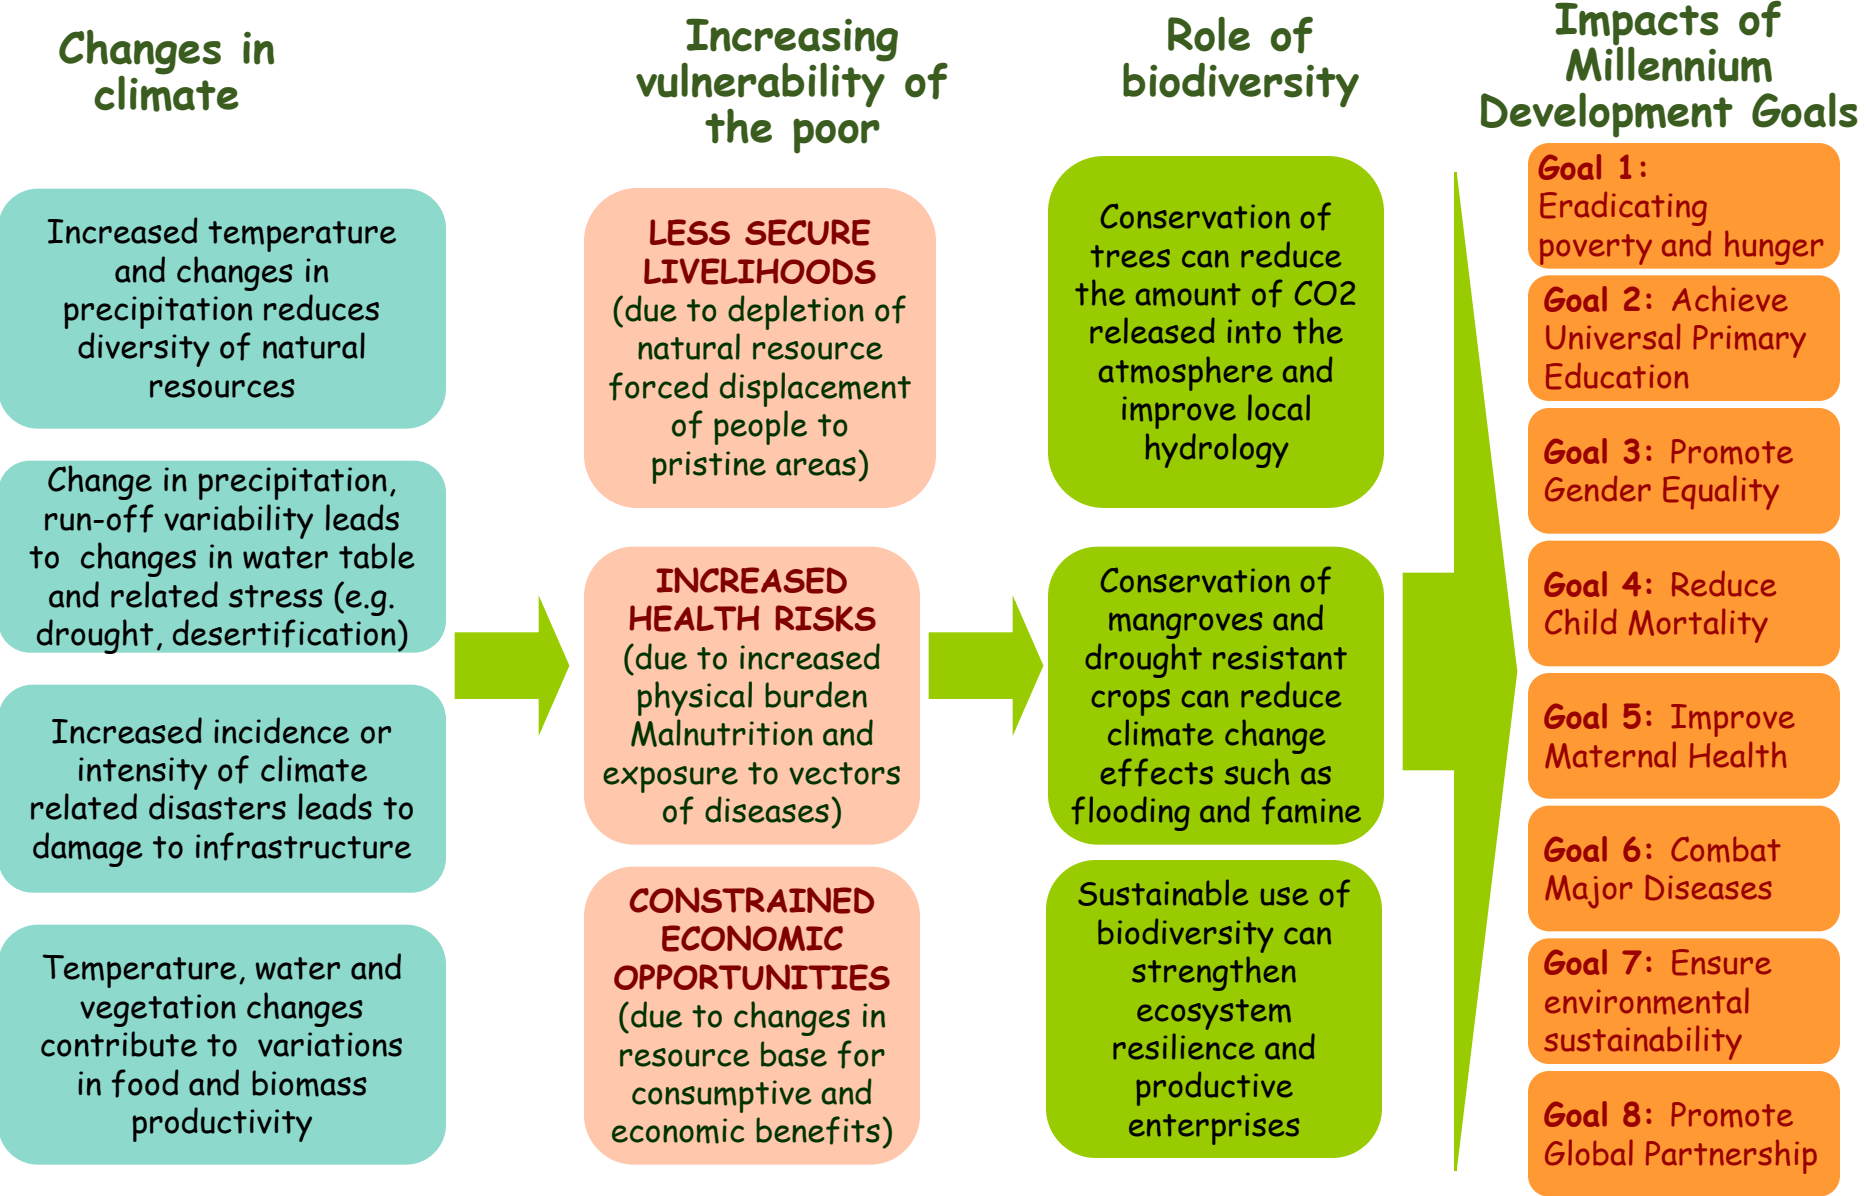 Changes in
climate
Increased temperature
and changes in
precipitation reduces
diversity of natural
resources
Change in precipitation,
run-off variability leads
to changes in water table
and related stress (e.g.
drought, desertification)
Increased incidence or
intensity of climate
related disasters leads to
damage to infrastructure
Temperature, water and
vegetation changes
contribute to variations
in food and biomass
productivity
Increasing
vulnerability of
the poor
LESS SECURE
LIVELIHOODS
(due to depletion of
natural resource
forced displacement
of people to
pristine areas)
INCREASED
HEALTH RISKS
(due to increased
physical burden
Malnutrition and
exposure to vectors
of diseases)
CONSTRAINED
ECONOMIC
OPPORTUNITIES
(due to changes in
resource base for
consumptive and
economic benefits)
Role of
biodiversity
Conservation of
trees can reduce
the amount of CO2
released into the
atmosphere and
improve local
hydrology
Conservation of
mangroves and
drought resistant
crops can reduce
climate change
effects such as
flooding and famine
Sustainable use of
biodiversity can
strengthen
ecosystem
resilience and
productive
enterprises
Impacts of
Millennium
Development Goals
Goal 1:
Eradicating
poverty and hunger
Goal 2: Achieve
Universal Primary
Education
Goal 3: Promote
Gender Equality
Goal 4: Reduce
Child Mortality
Goal 5: Improve
Maternal Health
Goal 6: Combat
Major Diseases
Goal 7: Ensure
environmental
sustainability
Goal 8: Promote
Global Partnership